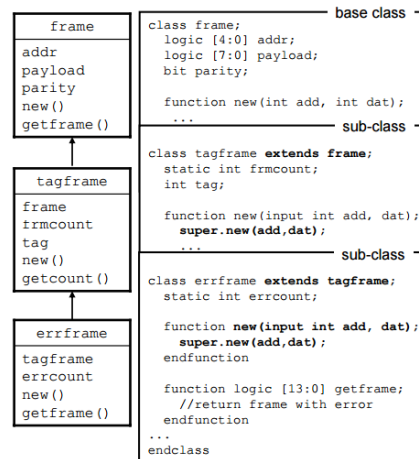 frame
addr
payload
parity
new()
getframe()
tagframe
frame
frmcount
tag
new()
getcount()
errframe
tagframe
errcount
new()
getframe()
base class
class frame;
logic [4:0] addr;
logic [7:0] payload;
bit parity;
function new(int add, int dat);
...
sub-class
class tagframe extends frame;
static int frmcount;
int tag;
function new(input int add, dat);
super.new(add,dat);
...
sub-class
class errframe extends tagframe;
static int errcount;
function new(input int add, dat);
super.new(add,dat);
endfunction
function logic [13:0] getframe;
//return frame with error
endfunction
...
endclass